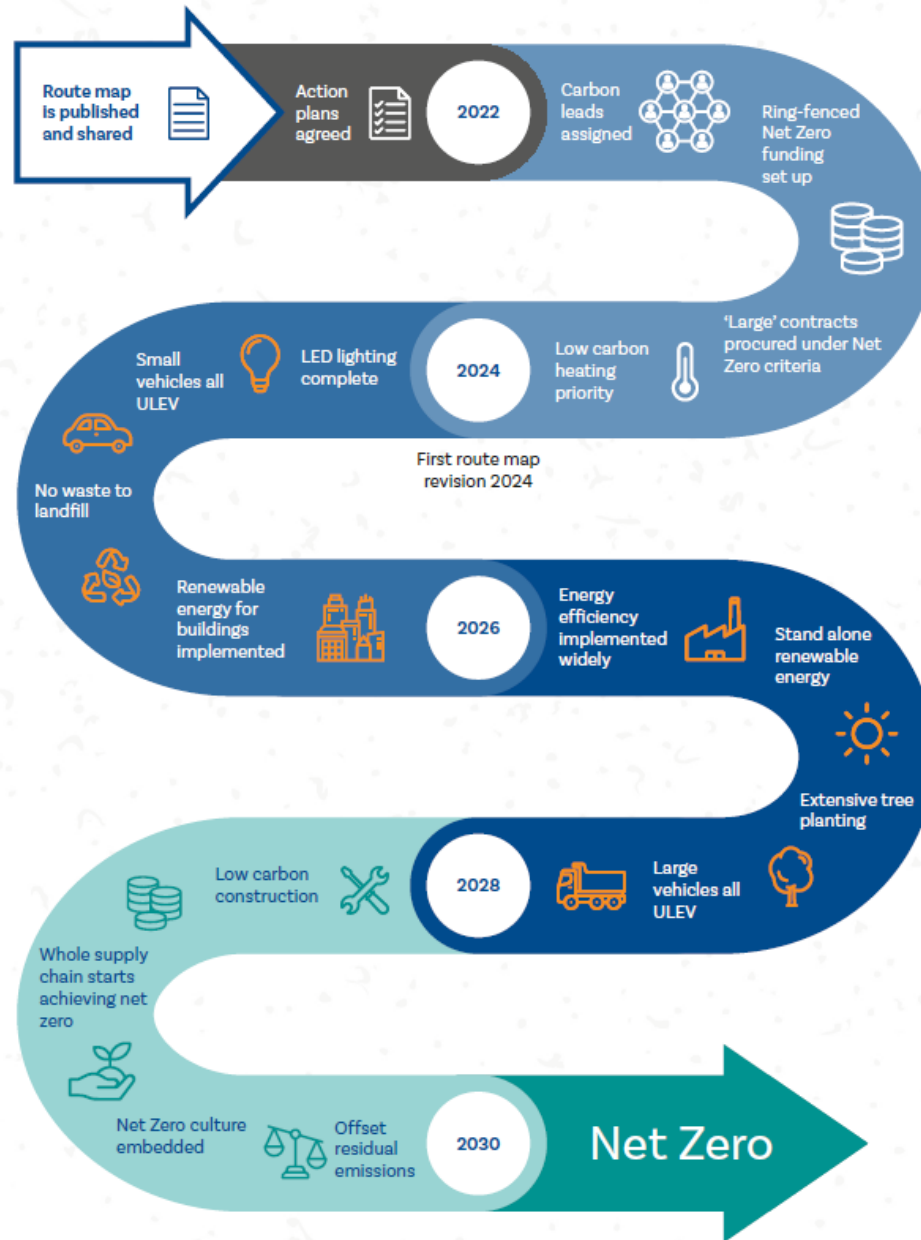 Route map
is published
and shared
Action
plans
agreed
2022
Carbon
leads
assigned
Ring-fenced
Net Zero
funding
set up
'Large' contracts
procured under Net
Zero criteria
Low carbon
heating
priority
2024
First route map
revision 2024
LED lighting
complete
Small
vehicles all
ULEV
No waste to
landfill
Renewable
energy for
buildings
implemented
2026
Energy
efficiency
implemented
widely
Stand alone
renewable
energy
Extensive tree
planting
Large
vehicles all
ULEV
2028
Low carbon
construction
Whole supply
chain starts
achieving net
zero
Net Zero culture
embedded
Offset
residual
emissions
2030
Net Zero